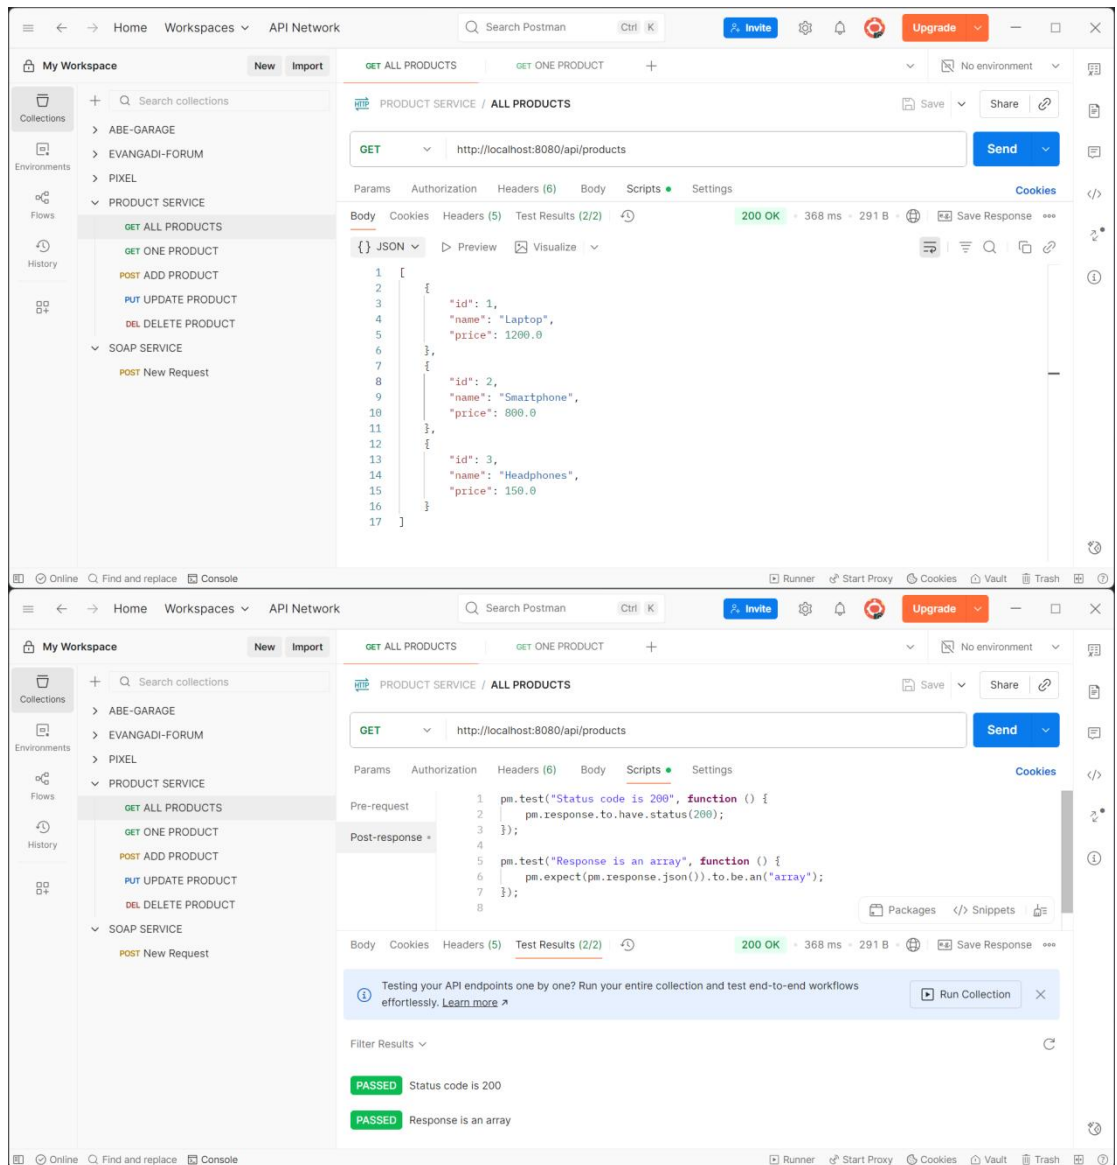 Home Workspaces API Network Search Postman Ctrl K Invite Upgrade
My Workspace New Import GET ALL PRODUCTS GET ONE PRODUCT No environment
Collections
Environments
Flows
History
Search collections
ABE-GARAGE
EVANGADI-FORUM
PIXEL
PRODUCT SERVICE
GET ALL PRODUCTS
GET ONE PRODUCT
POST ADD PRODUCT
PUT UPDATE PRODUCT
DEL DELETE PRODUCT
SOAP SERVICE
POST New Request
HTTP PRODUCT SERVICE / ALL PRODUCTS Save Share
GET http://localhost:8080/api/products Send
Params Authorization Headers (6) Body Scripts Settings Cookies
Body Cookies Headers (5) Test Results (2/2) 200 OK 368 ms 291 B e.g. Save Response
{} JSON Preview Visualize
1 [
2 {
3 "id": 1,
4 "name": "Laptop",
5 "price": 1200.0
6 },
7 {
8 "id": 2,
9 "name": "Smartphone",
10 "price": 800.0
11 },
12 {
13 "id": 3,
14 "name": "Headphones",
15 "price": 150.0
16 }
17 ]
Online Find and replace Console Runner Start Proxy Cookies Vault Trash
Home Workspaces API Network Search Postman Ctrl K Invite Upgrade
My Workspace New Import GET ALL PRODUCTS GET ONE PRODUCT No environment
Collections
Environments
Flows
History
Search collections
ABE-GARAGE
EVANGADI-FORUM
PIXEL
PRODUCT SERVICE
GET ALL PRODUCTS
GET ONE PRODUCT
POST ADD PRODUCT
PUT UPDATE PRODUCT
DEL DELETE PRODUCT
SOAP SERVICE
POST New Request
HTTP PRODUCT SERVICE / ALL PRODUCTS Save Share
GET http://localhost:8080/api/products Send
Params Authorization Headers (6) Body Scripts Settings Cookies
Pre-request
Post-response
1 pm.test("Status code is 200", function () {
2 pm.response.to.have.status(200);
3 });
4
5 pm.test("Response is an array", function () {
6 pm.expect(pm.response.json()).to.be.an("array");
7 });
8
Packages </> Snippets
Body Cookies Headers (5) Test Results (2/2) 200 OK 368 ms 291 B e.g. Save Response
Testing your API endpoints one by one? Run your entire collection and test end-to-end workflows
effortlessly. Learn more
Run Collection
Filter Results
PASSED Status code is 200
PASSED Response is an array
Online Find and replace Console Runner Start Proxy Cookies Vault Trash